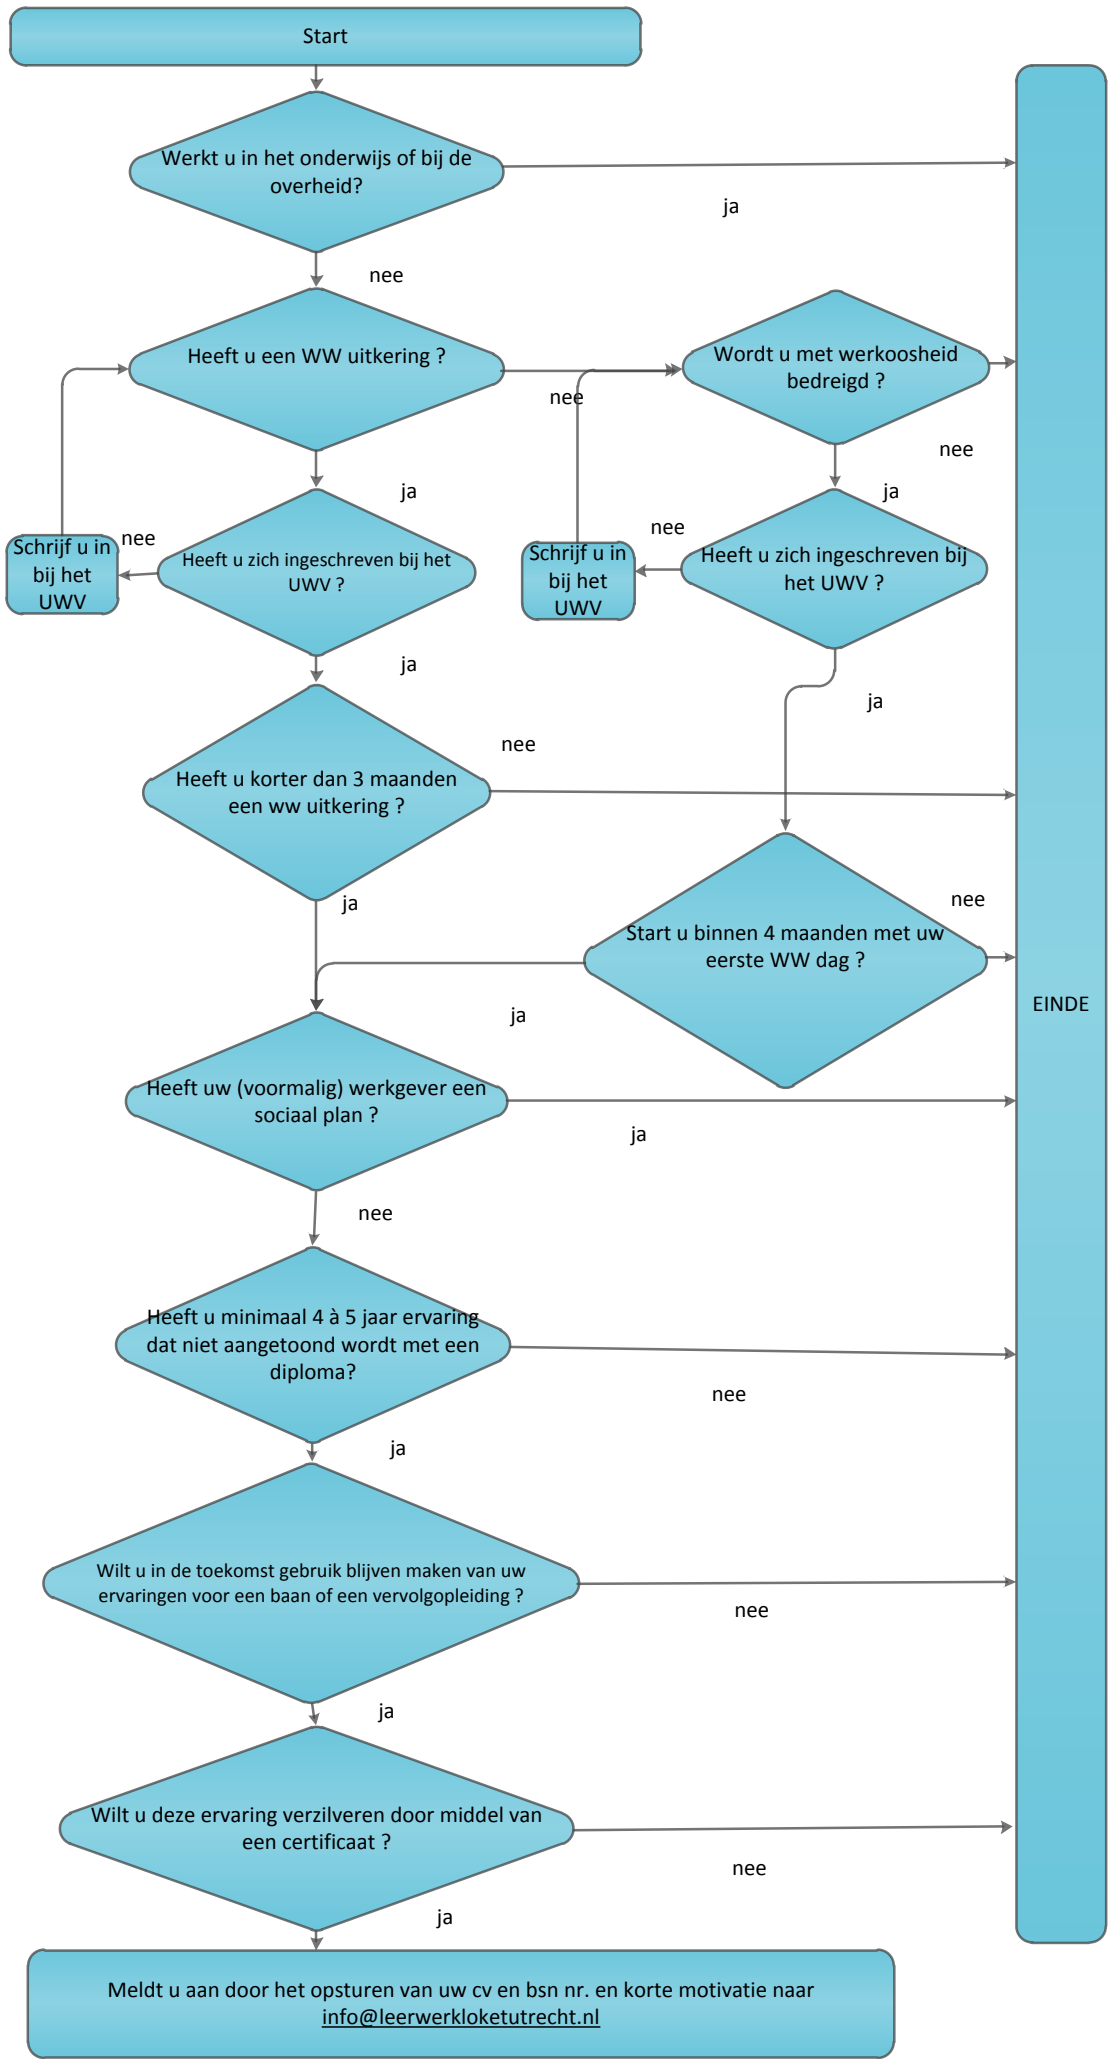 Start
Werkt u in het onderwijs of bij de
overheid?
ja
nee
Heeft u een WW uitkering ?
nee
Wordt u met werkoosheid
bedreigd ?
nee
ja
ja
Heeft u zich ingeschreven bij het
UWV ?
nee
Schrijf u in
bij het
UWV
Heeft u zich ingeschreven bij
het UWV ?
nee
Schrijf u in
bij het
UWV
ja
ja
Heeft u korter dan 3 maanden
een ww uitkering ?
nee
ja
Start u binnen 4 maanden met uw
eerste WW dag ?
nee
ja
EINDE
Heeft uw (voormalig) werkgever een
sociaal plan ?
ja
nee
Heeft u minimaal 4 à 5 jaar ervaring
dat niet aangetoond wordt met een
diploma?
nee
ja
Wilt u in de toekomst gebruik blijven maken van uw
ervaringen voor een baan of een vervolgopleiding ?
nee
ja
Wilt u deze ervaring verzilveren door middel van
een certificaat ?
nee
ja
Meldt u aan door het opsturen van uw cv en bsn nr. en korte motivatie naar
info@leerwerkloketutrecht.nl